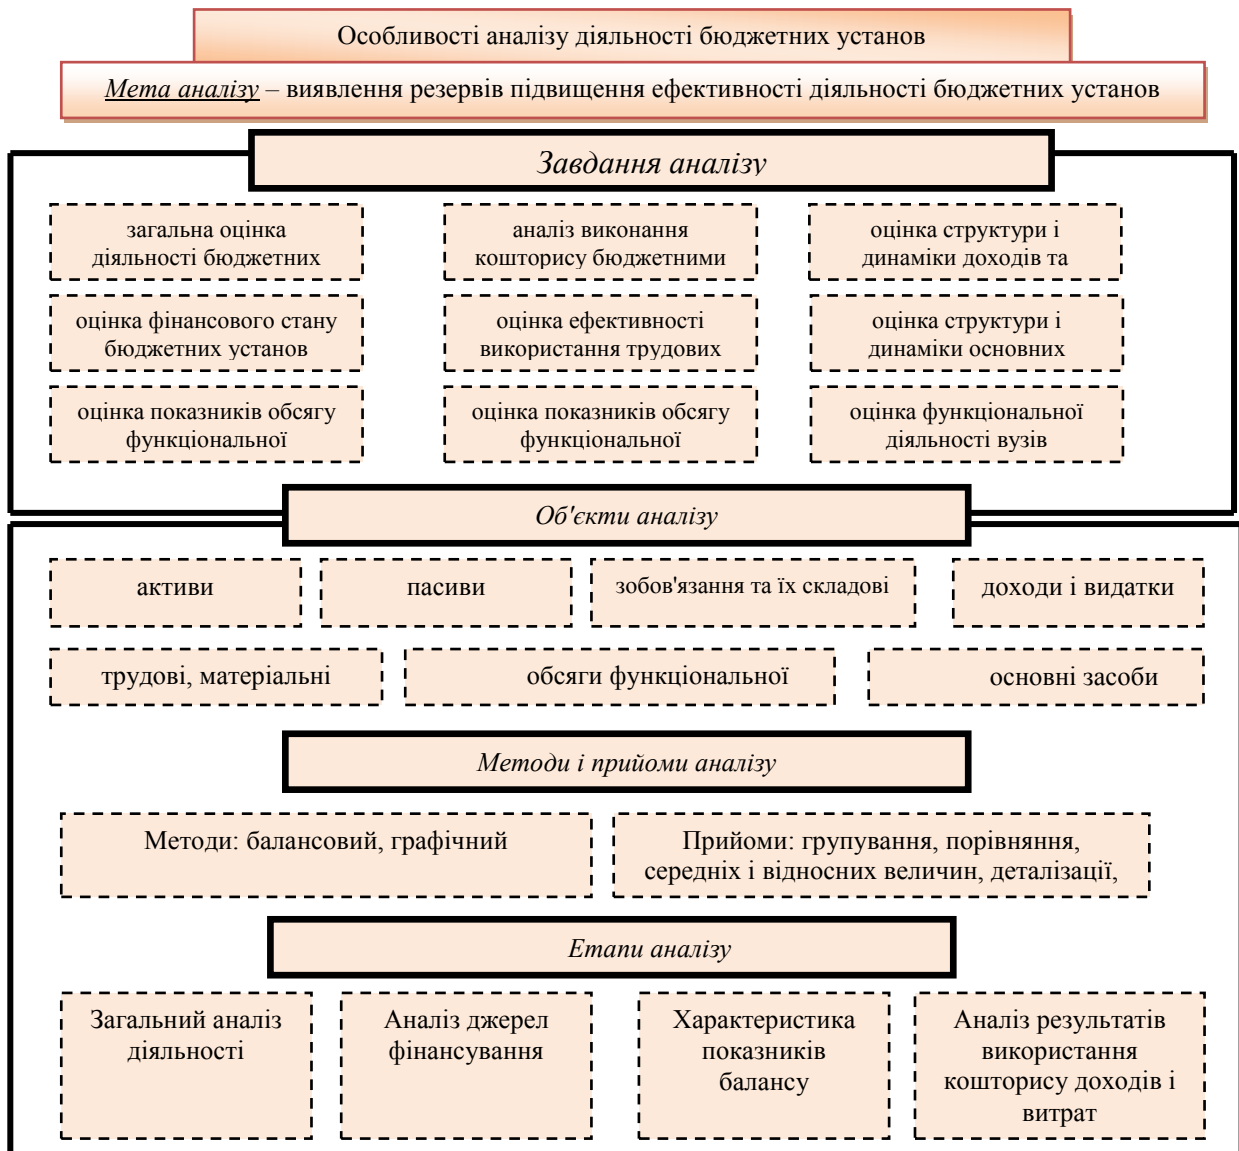 Особливості аналізу діяльності бюджетних установ
Мета аналізу – виявлення резервів підвищення ефективності діяльності бюджетних установ
Завдання аналізу
загальна оцінка
діяльності бюджетних
аналіз виконання
кошторису бюджетними
оцінка структури і
динаміки доходів та
оцінка фінансового стану
бюджетних установ
оцінка ефективності
використання трудових
оцінка структури і
динаміки основних
оцінка показників обсягу
функціональної
оцінка показників обсягу
функціональної
оцінка функціональної
діяльності вузів
Об'єкти аналізу
активи
пасиви
зобов'язання та їх складові
доходи і видатки
трудові, матеріальні
обсяги функціональної
основні засоби
Методи і прийоми аналізу
Методи: балансовий, графічний
Прийоми: групування, порівняння,
середніх і відносних величин, деталізації,
Етапи аналізу
Загальний аналіз
діяльності
Аналіз джерел
фінансування
Характеристика
показників
балансу
Аналіз результатів
використання
кошторису доходів і
витрат